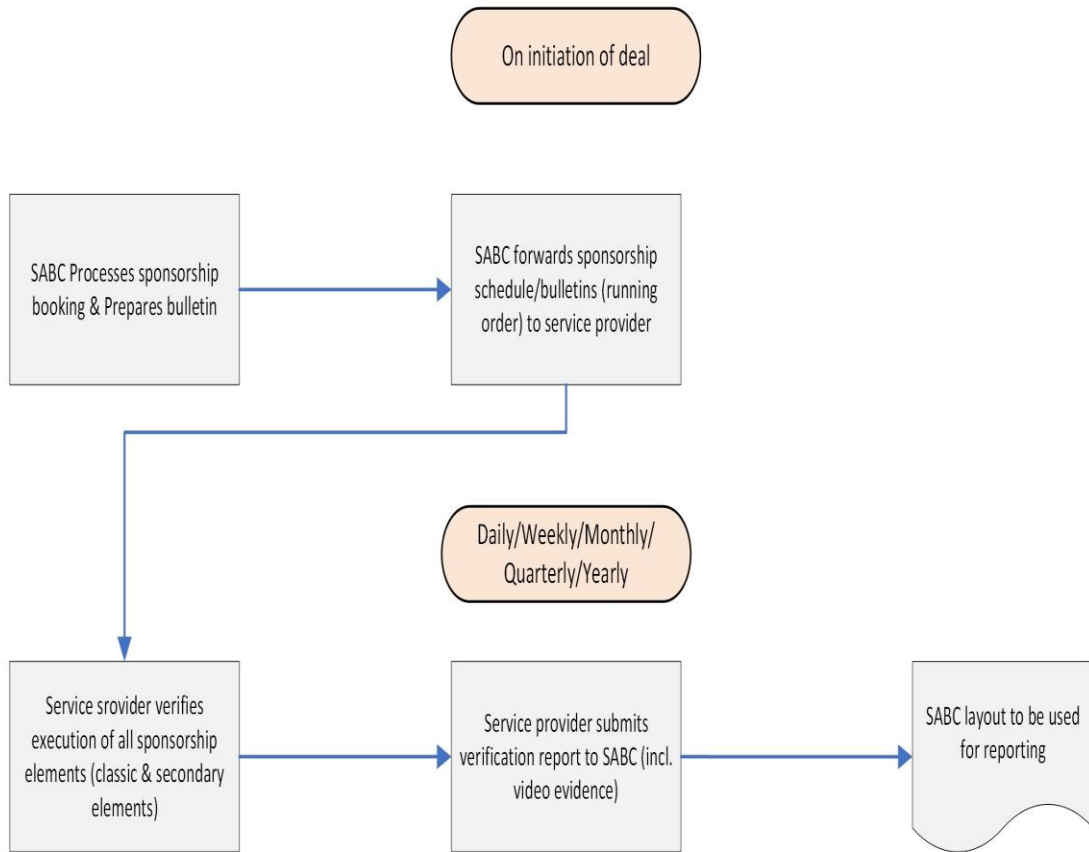 On initiation of deal
SABC Processes sponsorship
booking & Prepares bulletin
SABC forwards sponsorship
schedule/bulletins (running
order) to service provider
Daily/Weekly/Monthly/
Quarterly/Yearly
Service srovider verifies
execution of all sponsorship
elements (classic & secondary
elements)
Service provider submits
verification report to SABC (incl.
video evidence)
SABC layout to be used
for reporting